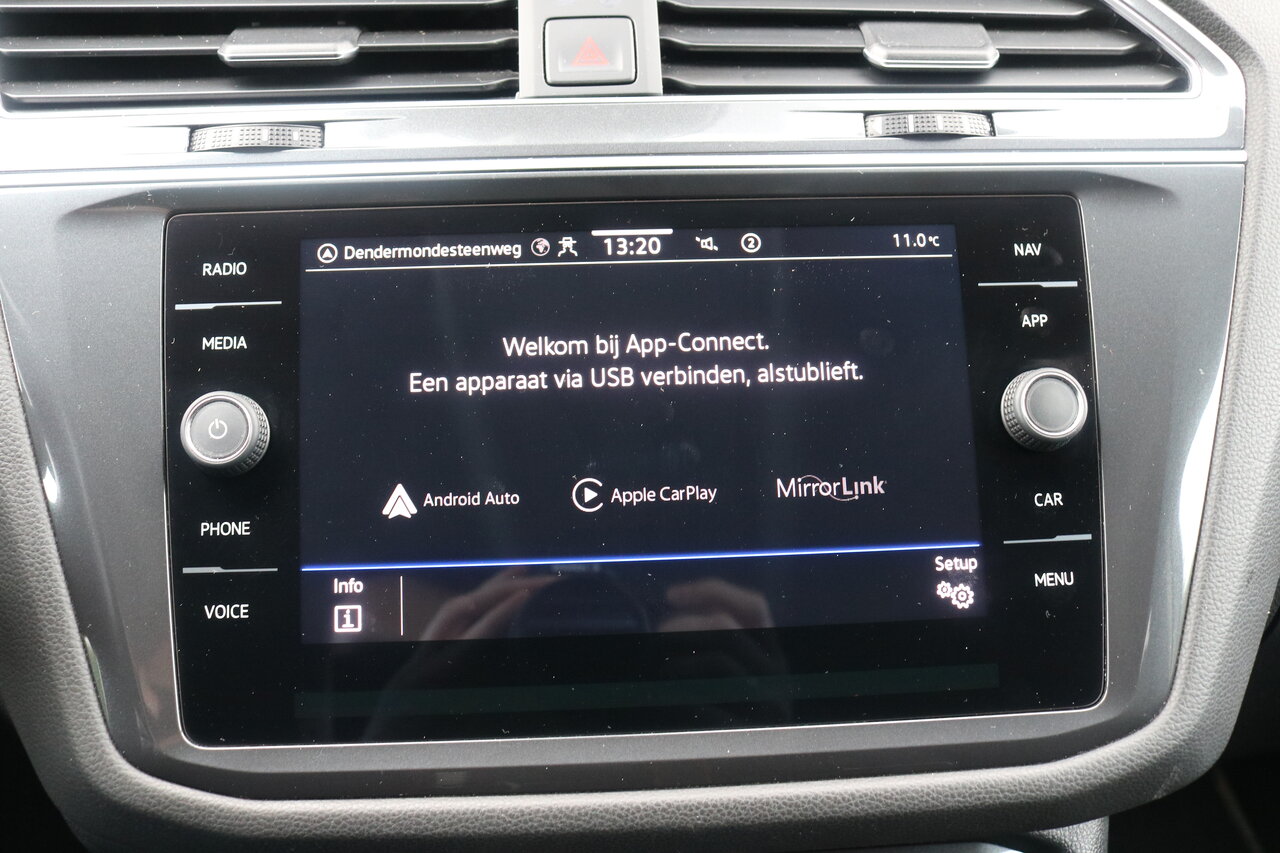 Dendermondesteenweg 13:20 2 11.0°C
RADIO
MEDIA
PHONE
VOICE
Welkom bij App-Connect.
Een apparaat via USB verbinden, alstublieft.
Android Auto
Apple CarPlay
MirrorLink
Info
i
Setup
NAV
APP
CAR
MENU